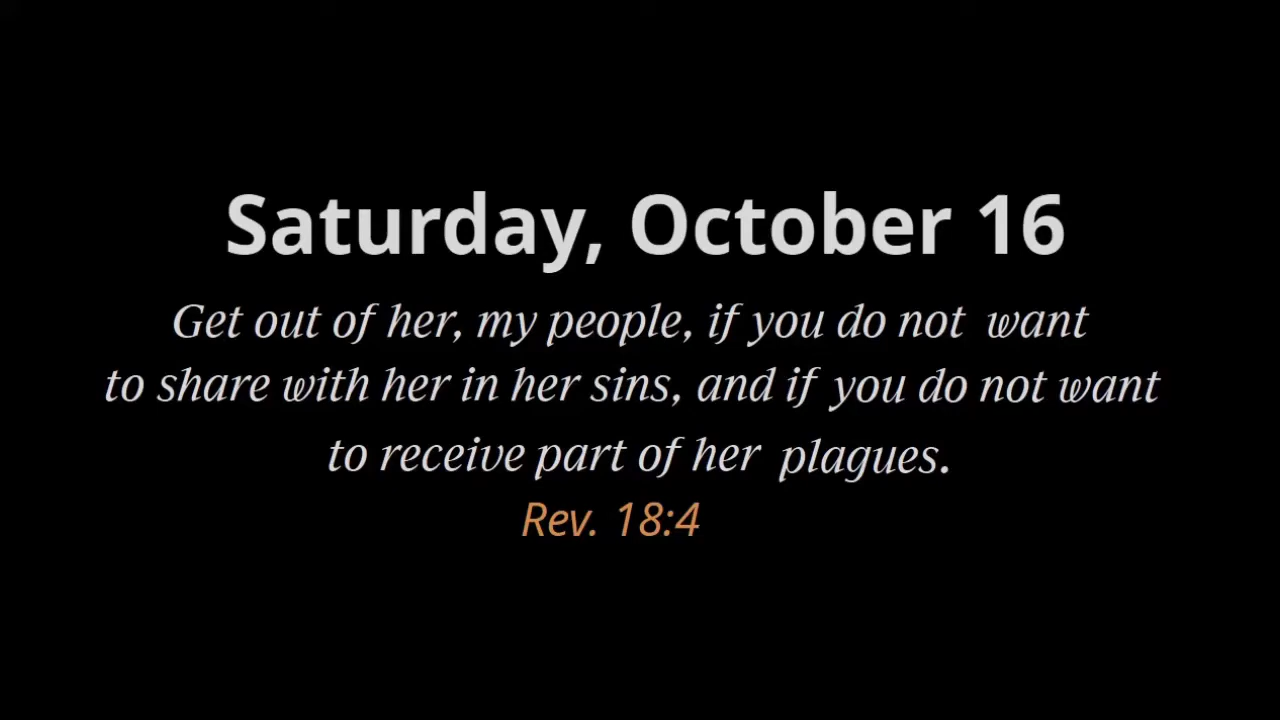 Saturday, October 16
Get out of her, my people, if you do not want
to share with her in her sins, and if you do not want
to receive part of her plagues.
Rev. 18:4